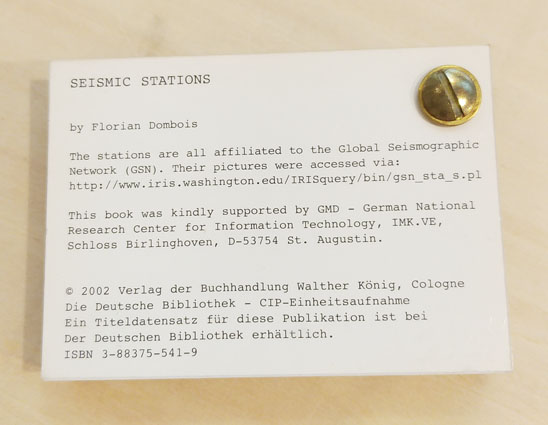 SEISMIC STATIONS
by Florian Dombois
The stations are all affiliated to the Global Seismographic
Network (GSN). Their pictures were accessed via:
http://www.iris.washington.edu/IRISquery/bin/gsn_sta_s.pl
This book was kindly supported by GMD - German National
Research Center for Information Technology, IMK.VE,
Schloss Birlinghoven, D-53754 St. Augustin.
© 2002 Verlag der Buchhandlung Walther König, Cologne
Die Deutsche Bibliothek - CIP-Einheitsaufnahme
Ein Titeldatensatz für diese Publikation ist bei
Der Deutschen Bibliothek erhältlich.
ISBN 3-88375-541-9